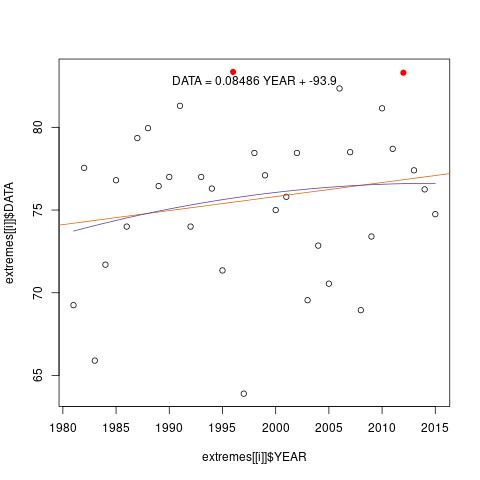 DATA = 0.08486 YEAR + -93.9
extremes[[i]]$DATA
80
75
70
65
1980 1985 1990 1995 2000 2005 2010 2015
extremes[[i]]$YEAR